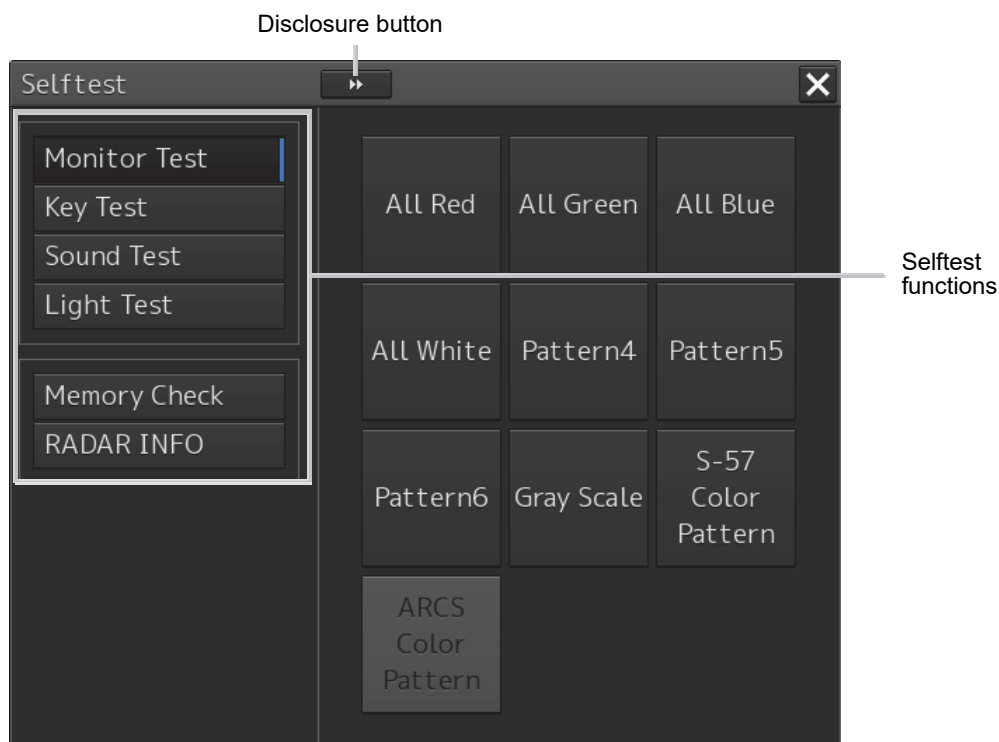 Disclosure button
Selftest
Monitor Test
Key Test
Sound Test
Light Test
Memory Check
RADAR INFO
All Red
All Green
All Blue
All White
Pattern4
Pattern5
Pattern6
Gray Scale
S-57
Color
Pattern
ARCS
Color
Pattern
Selftest
functions